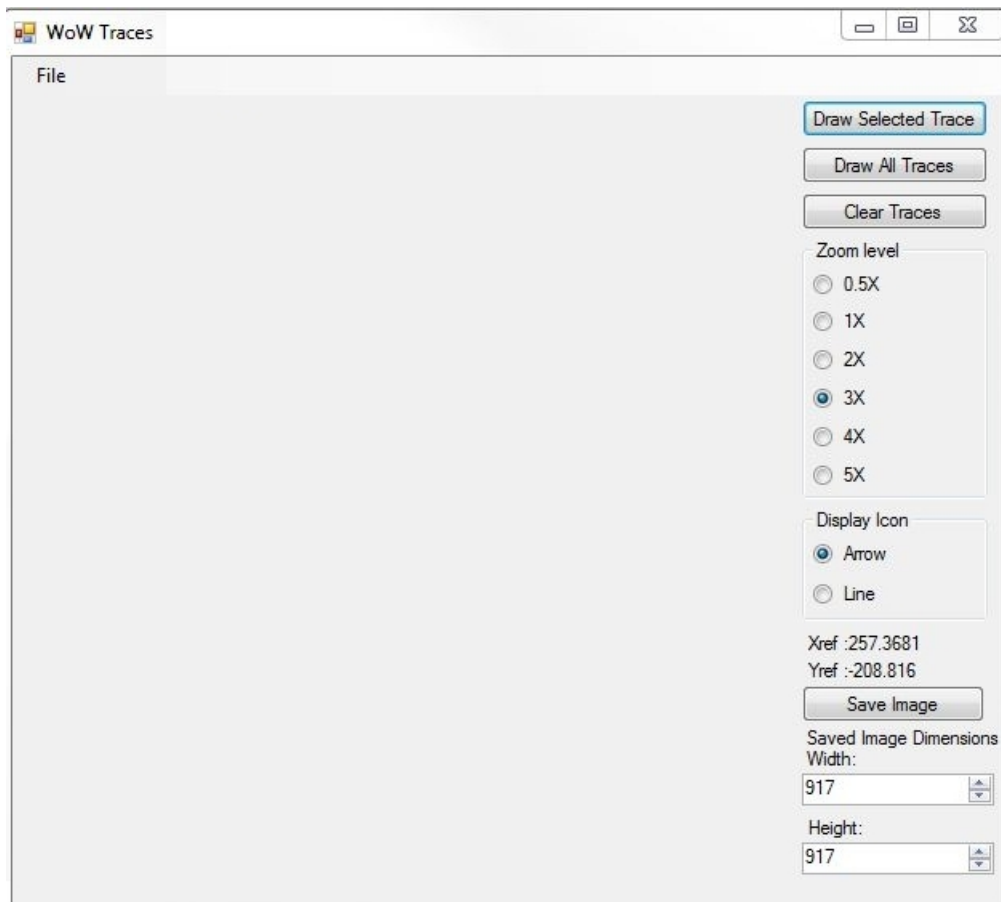 WoW Traces
File
Draw Selected Trace
Draw All Traces
Clear Traces
Zoom level
0.5X
1X
2X
3X
4X
5X
Display Icon
Arrow
Line
Xref :257.3681
Yref :-208.816
Save Image
Saved Image Dimensions
Width:
917
Height:
917